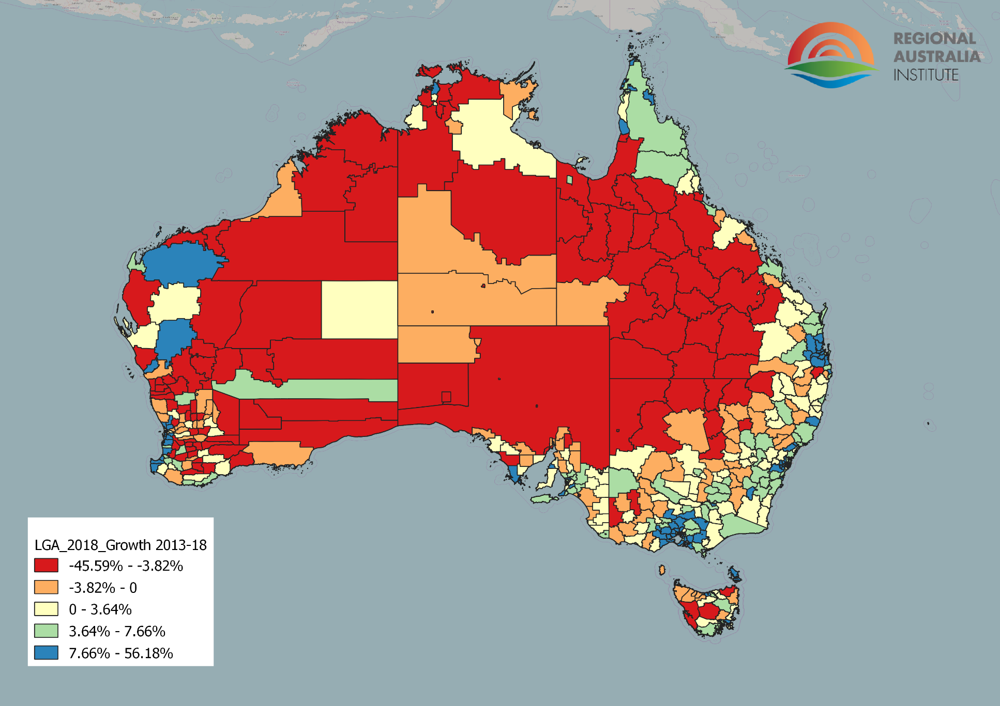 REGIONAL
AUSTRALIA
INSTITUTE
LGA_2018_Growth 2013-18
-45.59% - -3.82%
-3.82% - 0
0 - 3.64%
3.64% - 7.66%
7.66% - 56.18%